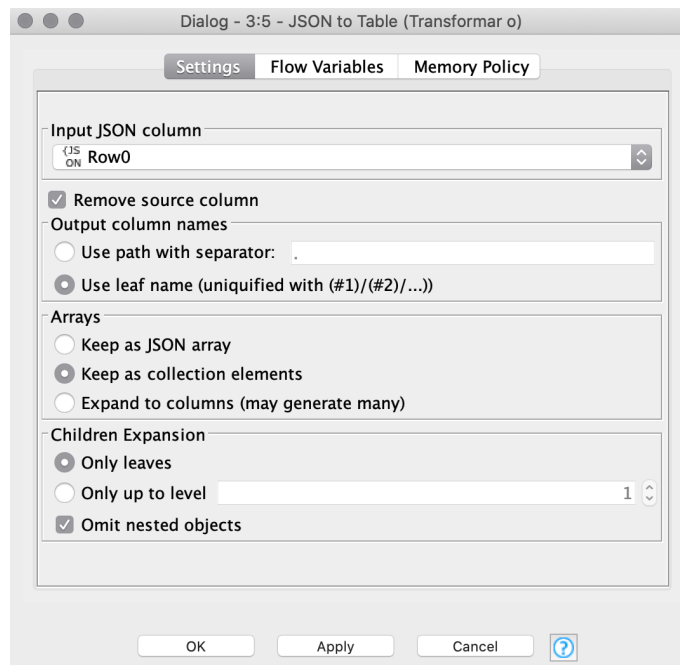 Dialog - 3:5 - JSON to Table (Transformar o)
Settings Flow Variables Memory Policy
Input JSON column
{JS ON Row0
Remove source column
Output column names
Use path with separator: .
Use leaf name (uniquified with (#1)/(#2)/...))
Arrays
Keep as JSON array
Keep as collection elements
Expand to columns (may generate many)
Children Expansion
Only leaves
Only up to level 1
Omit nested objects
OK Apply Cancel ?